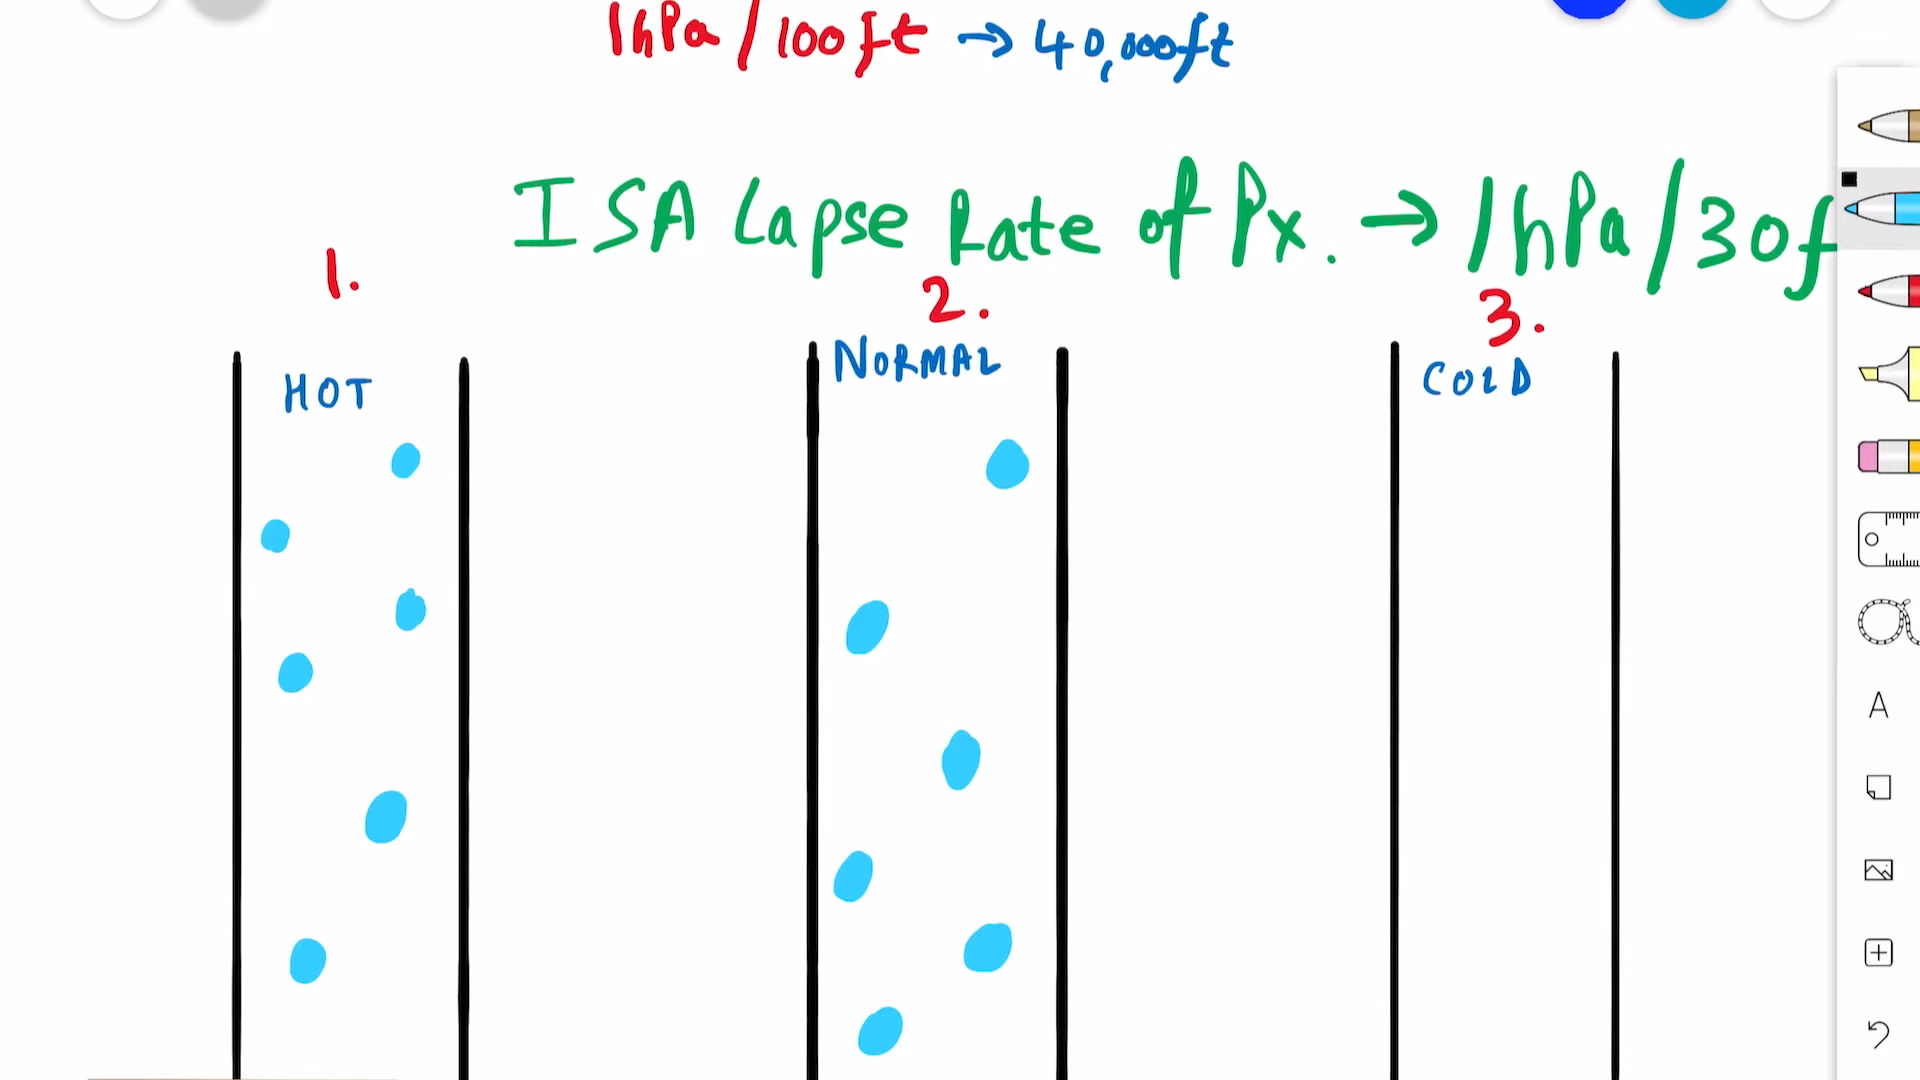 1hPa/100ft → 40,000ft
ISA Lapse Rate of Px. → 1hPa/30f
1.
2.
3.
HOT
NORMAL
COLD
A